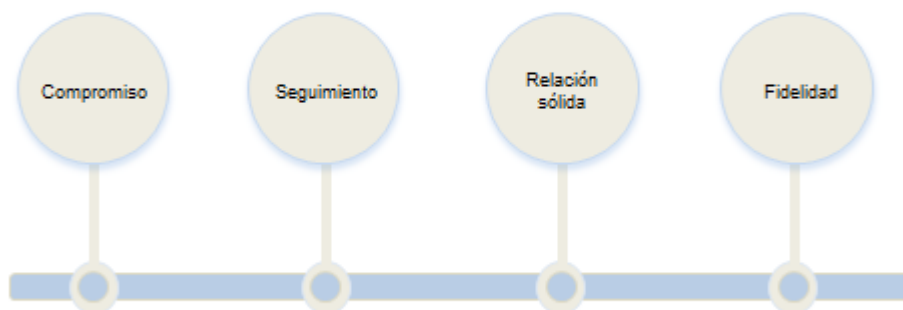 Compromiso
Seguimiento
Relación
sólida
Fidelidad